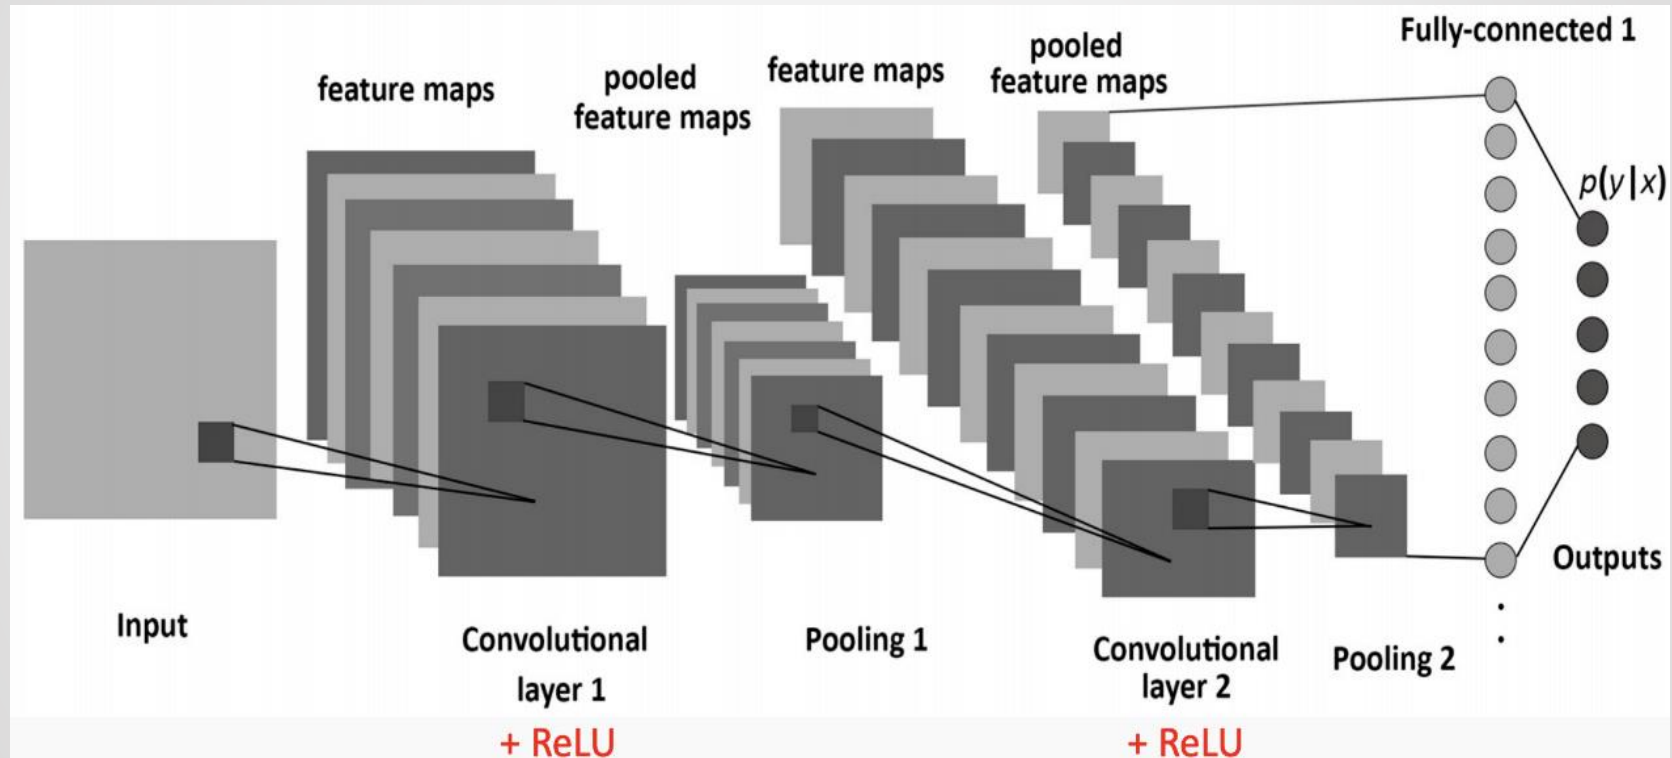 Fully-connected 1
pooled
feature maps
feature maps
pooled
feature maps
feature maps
p(y|x)
Outputs
Input
Convolutional
layer 1
Pooling 1
Convolutional
layer 2
Pooling 2
+ ReLU
+ ReLU